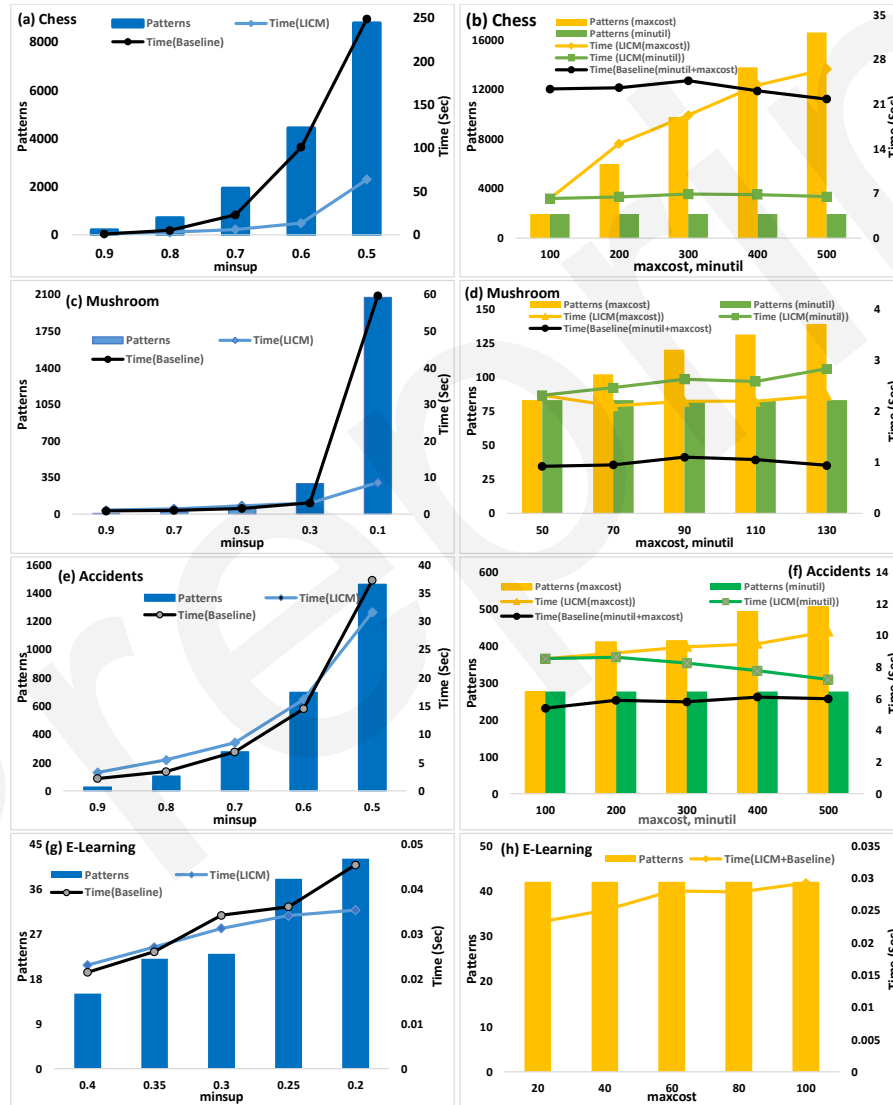 (a) Chess
Patterns
Time(LICM)
Time(Baseline)
8000
6000
4000
2000
0
Patterns
250
200
150
100
50
0
Time (Sec)
0.9 0.8 0.7 0.6 0.5
minsup
(b) Chess
Patterns (maxcost)
Patterns (minutil)
Time (LICM(maxcost))
Time (LICM(minutil))
Time(Baseline(minutil+maxcost)
16000
12000
8000
4000
0
Patterns
35
28
21
14
7
0
Time (Sec)
100 200 300 400 500
maxcost, minutil
(c) Mushroom
Patterns
Time(LICM)
Time(Baseline)
2100
1750
1400
1050
700
350
0
Patterns
60
50
40
30
20
10
0
Time (Sec)
0.9 0.7 0.5 0.3 0.1
minsup
(d) Mushroom
Patterns (maxcost)
Patterns (minutil)
Time (LICM(maxcost))
Time (LICM(minutil))
Time(Baseline(minutil+maxcost)
150
125
100
75
50
25
0
Patterns
4
3
2
1
0
Time (Sec)
50 70 90 110 130
maxcost, minutil
(e) Accidents
Patterns
Time(LICM)
Time(Baseline)
1600
1400
1200
1000
800
600
400
200
0
Patterns
40
35
30
25
20
15
10
5
0
Time (Sec)
0.9 0.8 0.7 0.6 0.5
minsup
(f) Accidents
Patterns (maxcost)
Patterns (minutil)
Time (LICM(maxcost))
Time (LICM(minutil))
Time(Baseline(minutil+maxcost)
600
500
400
300
200
100
0
Patterns
14
12
10
8
6
4
2
0
Time (Sec)
100 200 300 400 500
maxcost, minutil
(g) E-Learning
Patterns
Time(LICM)
Time(Baseline)
45
36
27
18
9
0
Patterns
0.05
0.04
0.03
0.02
0.01
0
Time (Sec)
0.4 0.35 0.3 0.25 0.2
minsup
(h) E-Learning
Patterns
Time(LICM+Baseline)
50
40
30
20
10
0
Patterns
0.035
0.03
0.025
0.02
0.015
0.01
0.005
0
Time (Sec)
20 40 60 80 100
maxcost